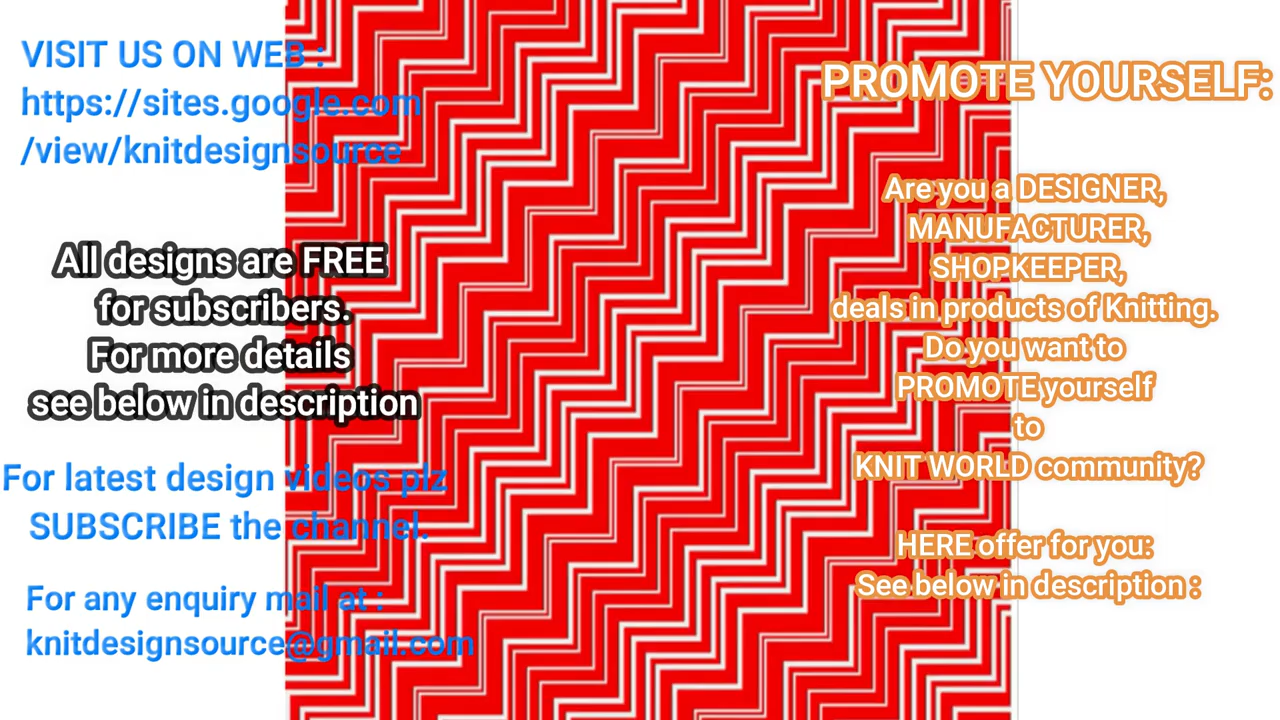 VISIT US ON WEB :
https://sites.google.com
/view/knitdesignsource
All designs are FREE
for subscribers.
For more details
see below in description
For latest design videos plz
SUBSCRIBE the channel.
For any enquiry mail at :
knitdesignsource@gmail.com
PROMOTE YOURSELF:
Are you a DESIGNER,
MANUFACTURER,
SHOPKEEPER,
deals in products of Knitting.
Do you want to
PROMOTE yourself
to
KNIT WORLD community?
HERE offer for you:
See below in description :